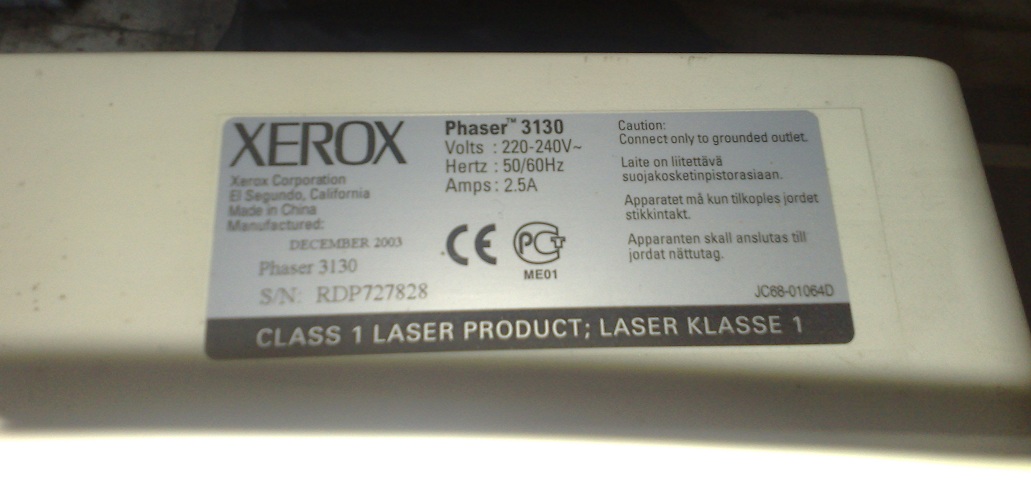 XEROX
Xerox Corporation
El Segundo, California
Made in China
Manufactured:
DECEMBER 2003
Phaser 3130
S/N: RDP727828
Phaser™ 3130
Volts : 220-240V~
Hertz : 50/60Hz
Amps : 2.5A
CE
PCT
ME01
Caution:
Connect only to grounded outlet.
Laite on liitettävä
suojakosketinpistorasiaan.
Apparatet må kun tilkoples jordet
stikkintakt.
Apparanten skall anslutas till
jordat nättutag.
JC68-01064D
CLASS 1 LASER PRODUCT; LASER KLASSE 1